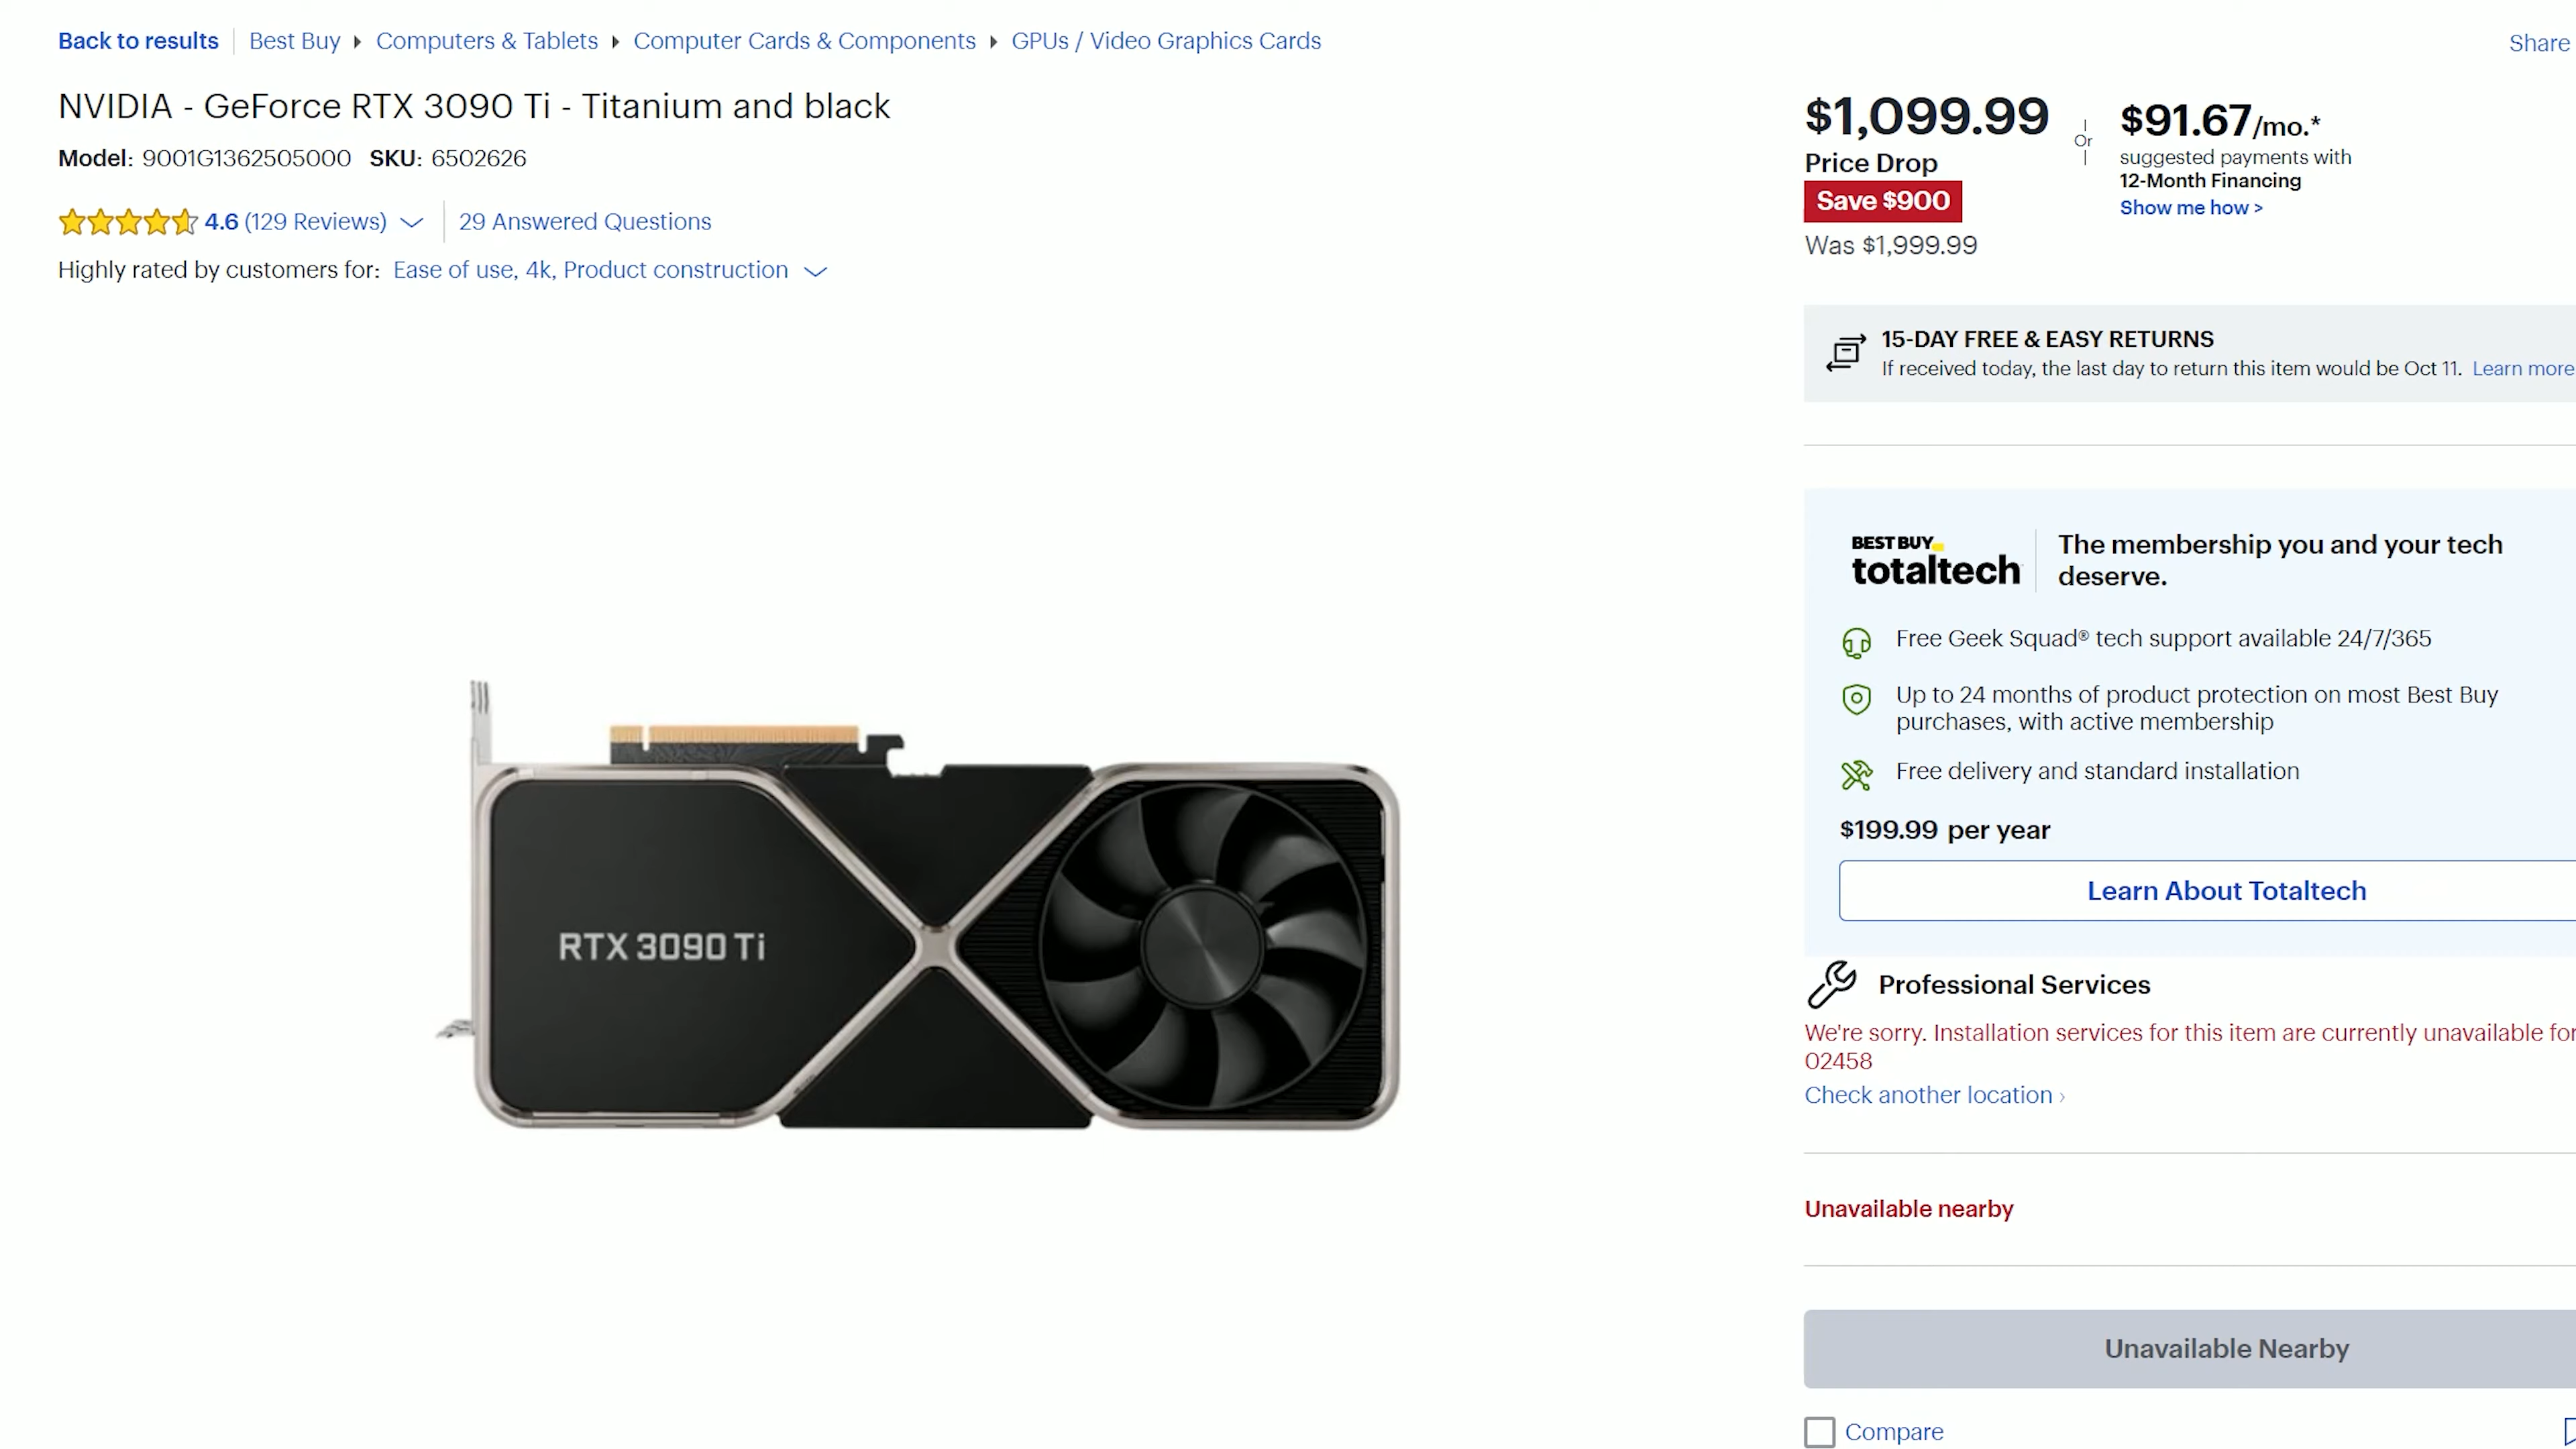 Back to results Best Buy Computers & Tablets Computer Cards & Components GPUs / Video Graphics Cards
Share
NVIDIA - GeForce RTX 3090 Ti - Titanium and black
Model: 9001G1362505000 SKU: 6502626
4.6 (129 Reviews) 29 Answered Questions
Highly rated by customers for: Ease of use, 4k, Product construction
RTX 3090 Ti
$1,099.99
Price Drop
Save $900
Was $1,999.99
Or
$91.67/mo.*
suggested payments with
12-Month Financing
Show me how >
15-DAY FREE & EASY RETURNS
If received today, the last day to return this item would be Oct 11. Learn more
BEST BUY
totaltech
The membership you and your tech
deserve.
Free Geek Squad® tech support available 24/7/365
Up to 24 months of product protection on most Best Buy
purchases, with active membership
Free delivery and standard installation
$199.99 per year
Learn About Totaltech
Professional Services
We're sorry. Installation services for this item are currently unavailable for
02458
Check another location ›
Unavailable nearby
Unavailable Nearby
Compare